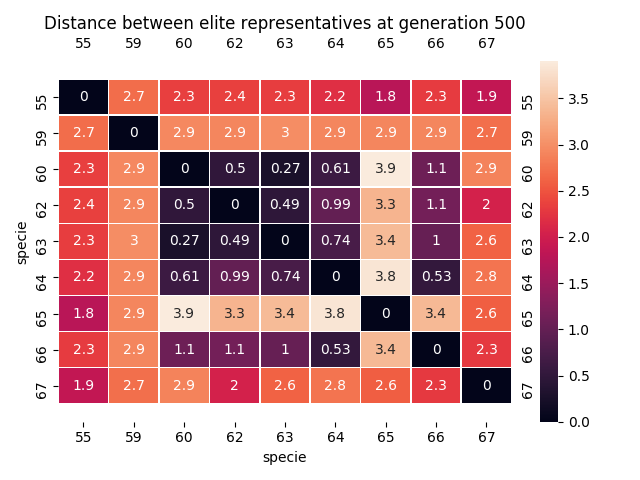 Distance between elite representatives at generation 500
55 59 60 62 63 64 65 66 67
55 0 2.7 2.3 2.4 2.3 2.2 1.8 2.3 1.9 55
59 2.7 0 2.9 2.9 3 2.9 2.9 2.9 2.7 59
60 2.3 2.9 0 0.5 0.27 0.61 3.9 1.1 2.9 60
62 2.4 2.9 0.5 0 0.49 0.99 3.3 1.1 2 62
63 2.3 3 0.27 0.49 0 0.74 3.4 1 2.6 63
64 2.2 2.9 0.61 0.99 0.74 0 3.8 0.53 2.8 64
65 1.8 2.9 3.9 3.3 3.4 3.8 0 3.4 2.6 65
66 2.3 2.9 1.1 1.1 1 0.53 3.4 0 2.3 66
67 1.9 2.7 2.9 2 2.6 2.8 2.6 2.3 0 67
55 59 60 62 63 64 65 66 67
specie
specie
3.5
3.0
2.5
2.0
1.5
1.0
0.5
0.0